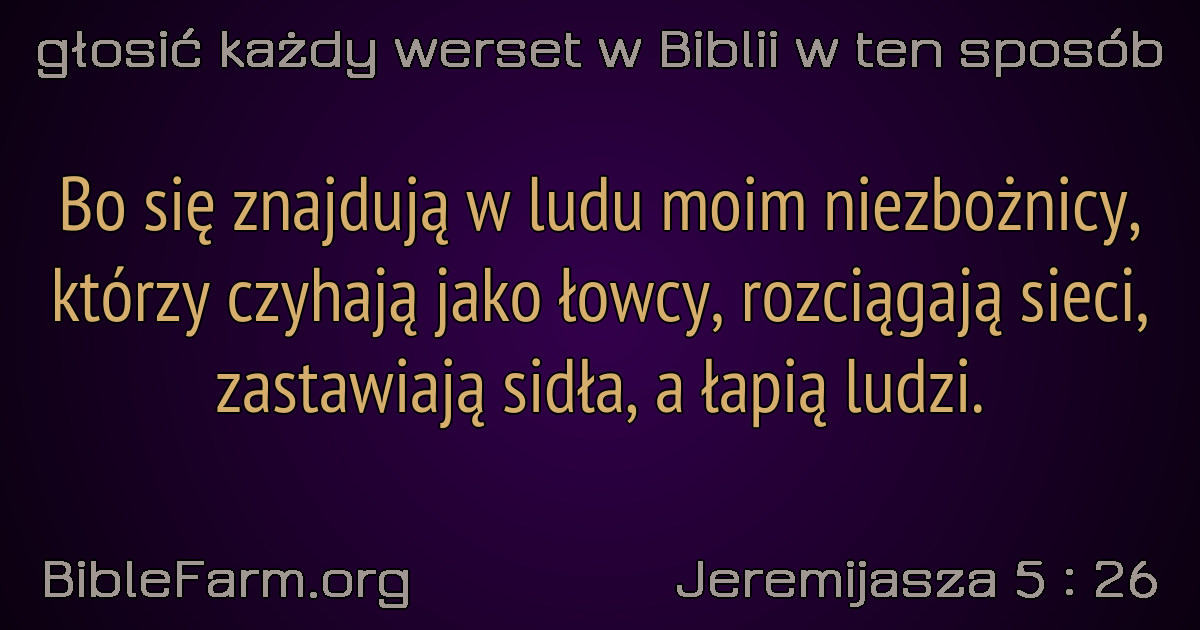 głosić każdy werset w Biblii w ten sposób
Bo się znajdują w ludu moim niezbożnicy,
którzy czyhają jako łowcy, rozciągają sieci,
zastawiają sidła, a łapią ludzi.
BibleFarm.org
Jeremijasza 5 : 26